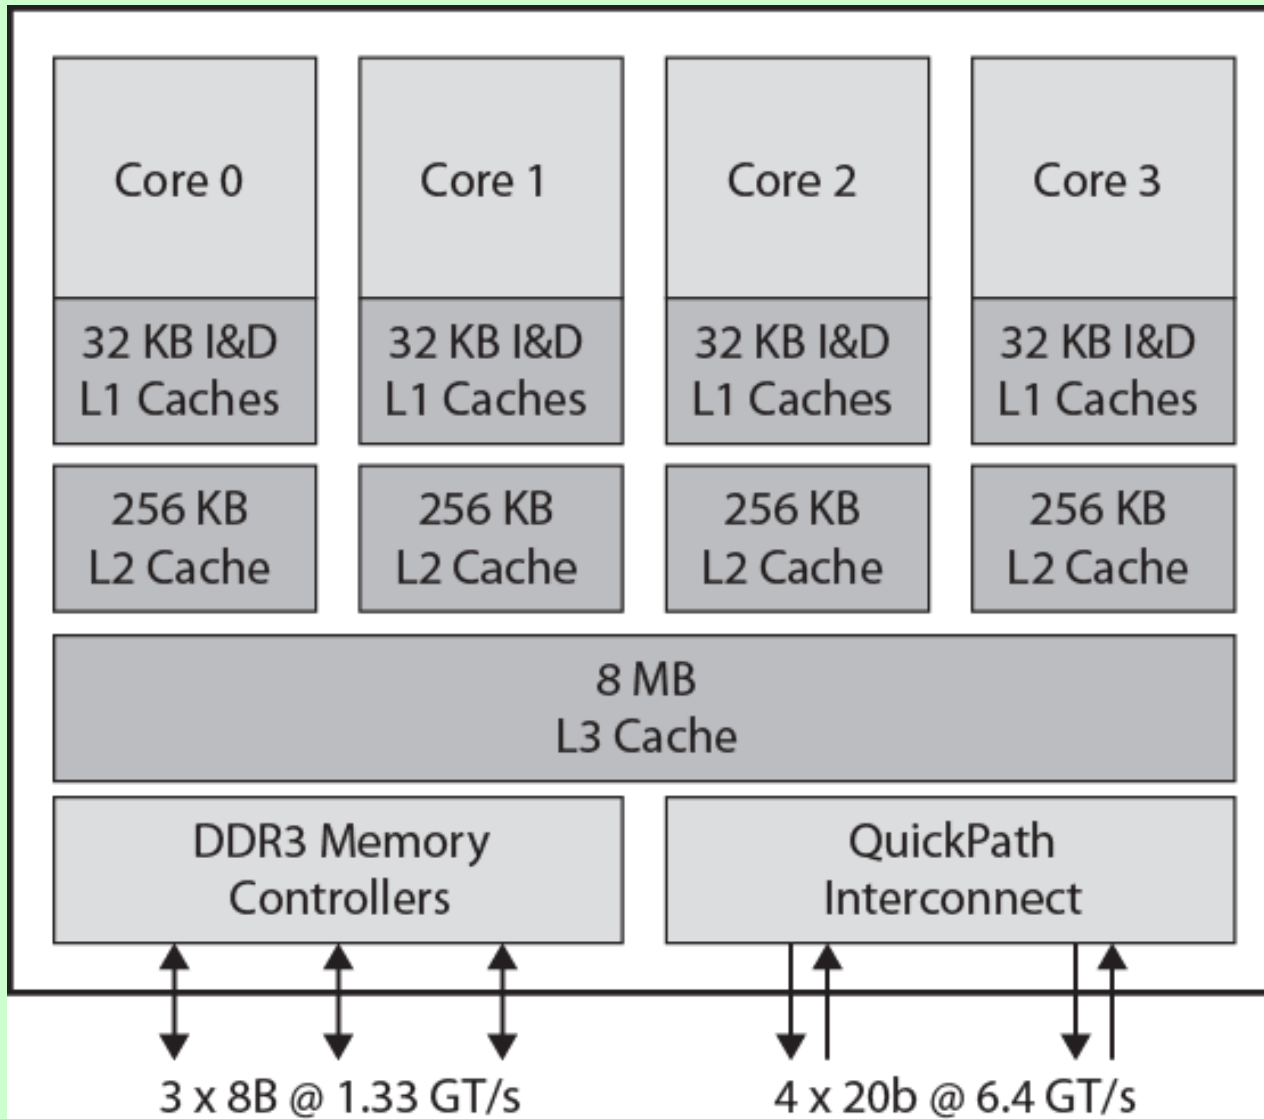 Core 0
Core 1
Core 2
Core 3
32 KB I&D
L1 Caches
32 KB I&D
L1 Caches
32 KB I&D
L1 Caches
32 KB I&D
L1 Caches
256 KB
L2 Cache
256 KB
L2 Cache
256 KB
L2 Cache
256 KB
L2 Cache
8 MB
L3 Cache
DDR3 Memory
Controllers
QuickPath
Interconnect
3 x 8B @ 1.33 GT/s
4 x 20b @ 6.4 GT/s